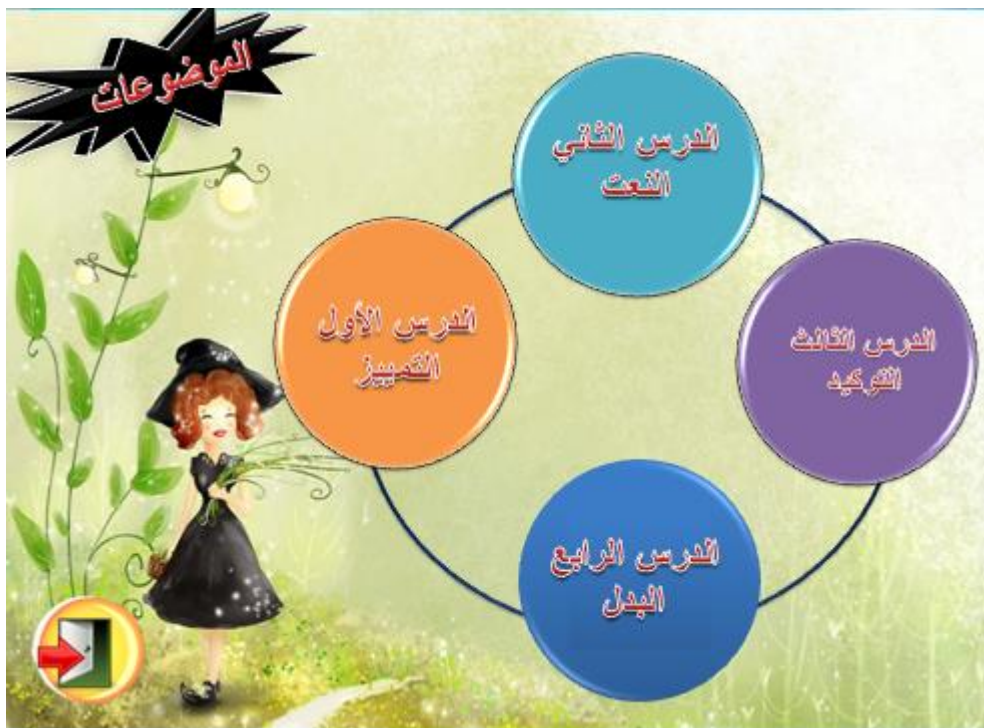 الموضوعات
الدرس الأول
التمييز
الدرس الثاني
النعت
الدرس الثالث
التوكيد
الدرس الرابع
البدل